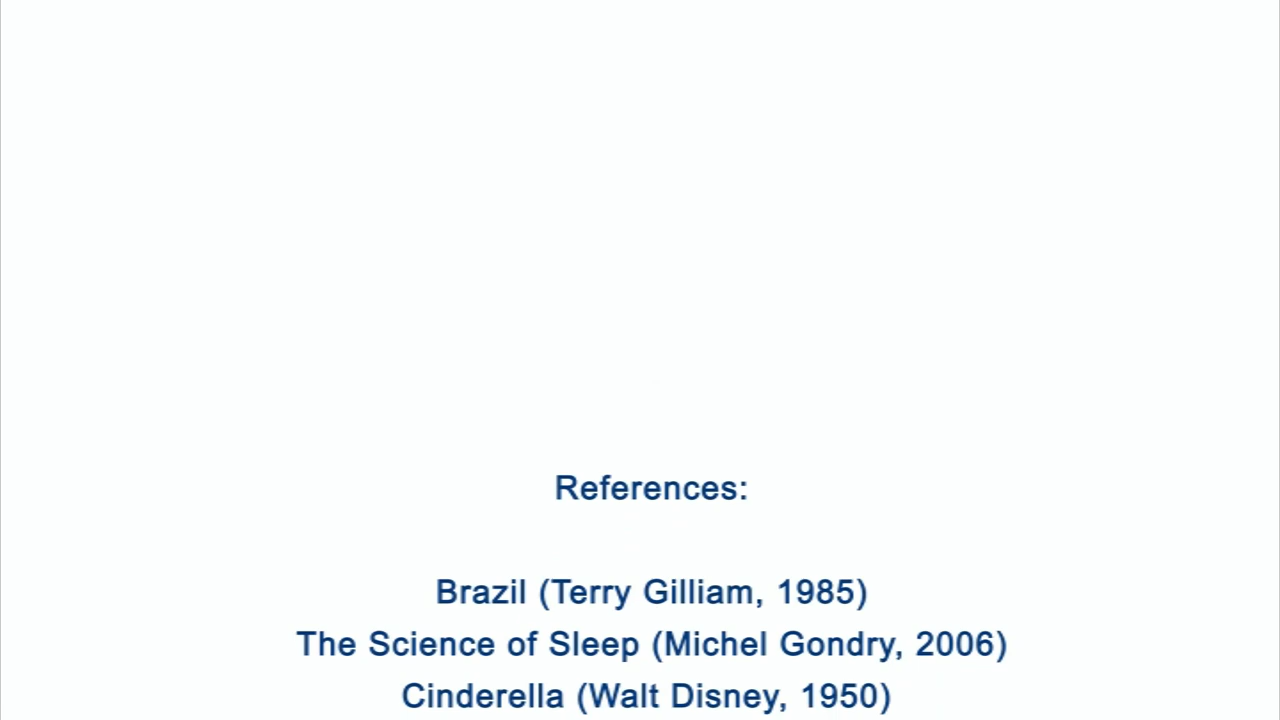 References:
Brazil (Terry Gilliam, 1985)
The Science of Sleep (Michel Gondry, 2006)
Cinderella (Walt Disney, 1950)